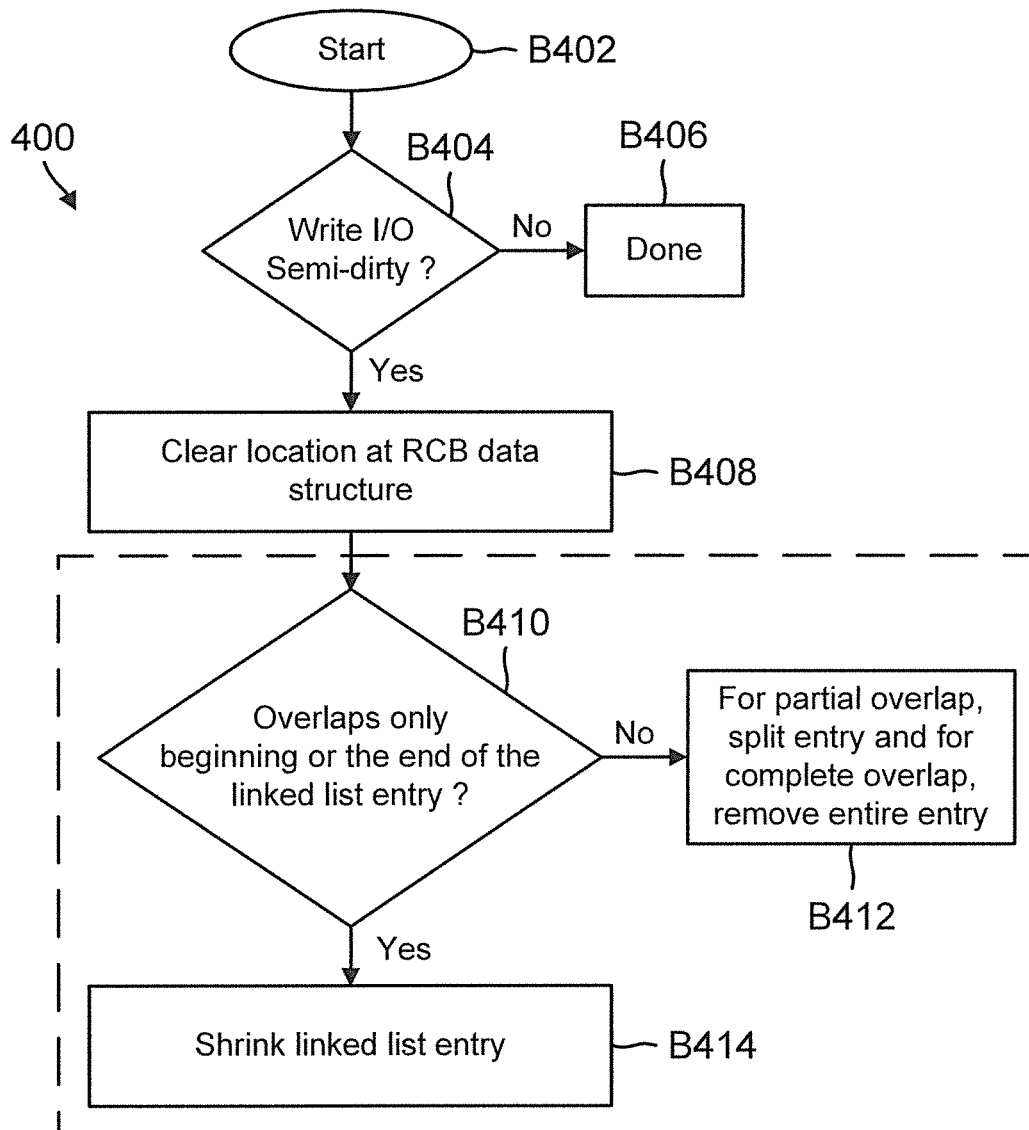 Start
B402
400
B404
B406
Write I/O
Semi-dirty ?
No
Done
Yes
Clear location at RCB data
structure
B408
B410
Overlaps only
beginning or the end of the
linked list entry ?
No
For partial overlap,
split entry and for
complete overlap,
remove entire entry
B412
Yes
Shrink linked list entry
B414